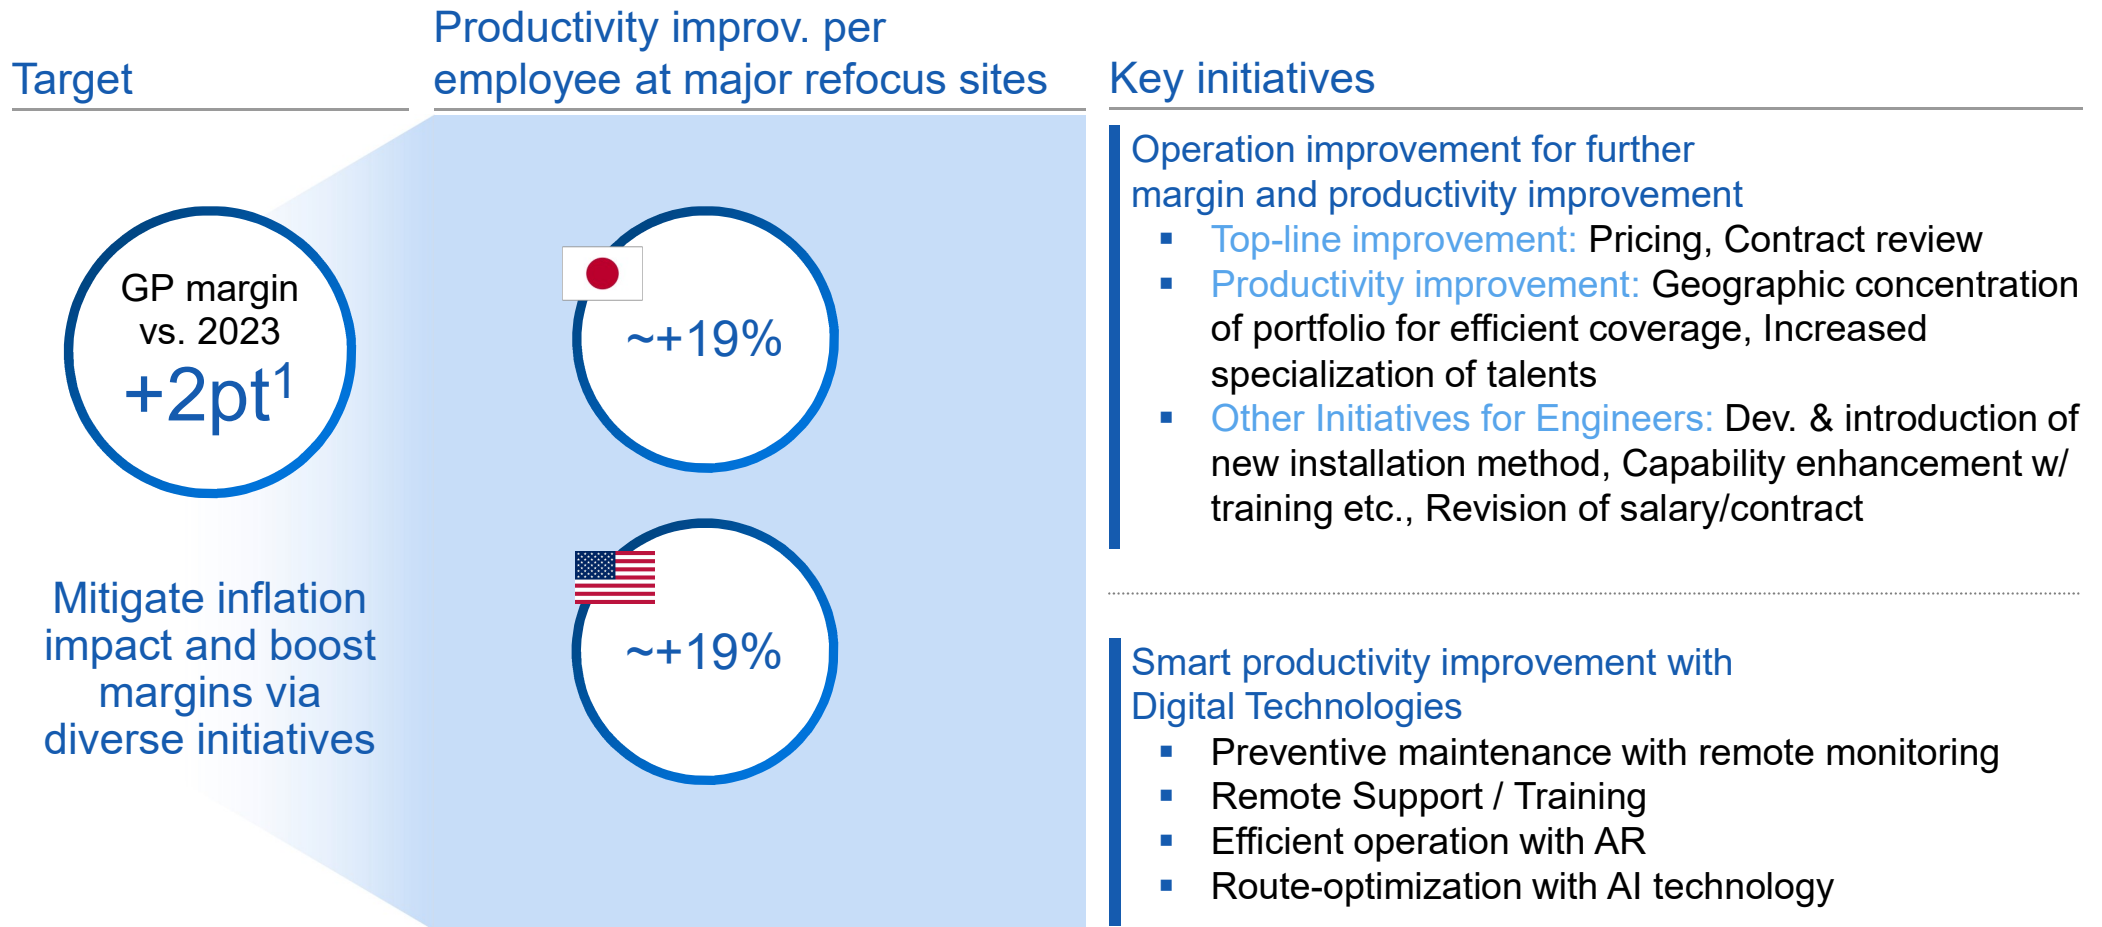 Target
Productivity improv. per
employee at major refocus sites
Key initiatives
GP margin
vs. 2023
+2pt¹
Mitigate inflation
impact and boost
margins via
diverse initiatives
~+19%
~+19%
Operation improvement for further
margin and productivity improvement
▪ Top-line improvement: Pricing, Contract review
▪ Productivity improvement: Geographic concentration
of portfolio for efficient coverage, Increased
specialization of talents
▪ Other Initiatives for Engineers: Dev. & introduction of
new installation method, Capability enhancement w/
training etc., Revision of salary/contract
Smart productivity improvement with
Digital Technologies
▪ Preventive maintenance with remote monitoring
▪ Remote Support / Training
▪ Efficient operation with AR
▪ Route-optimization with AI technology